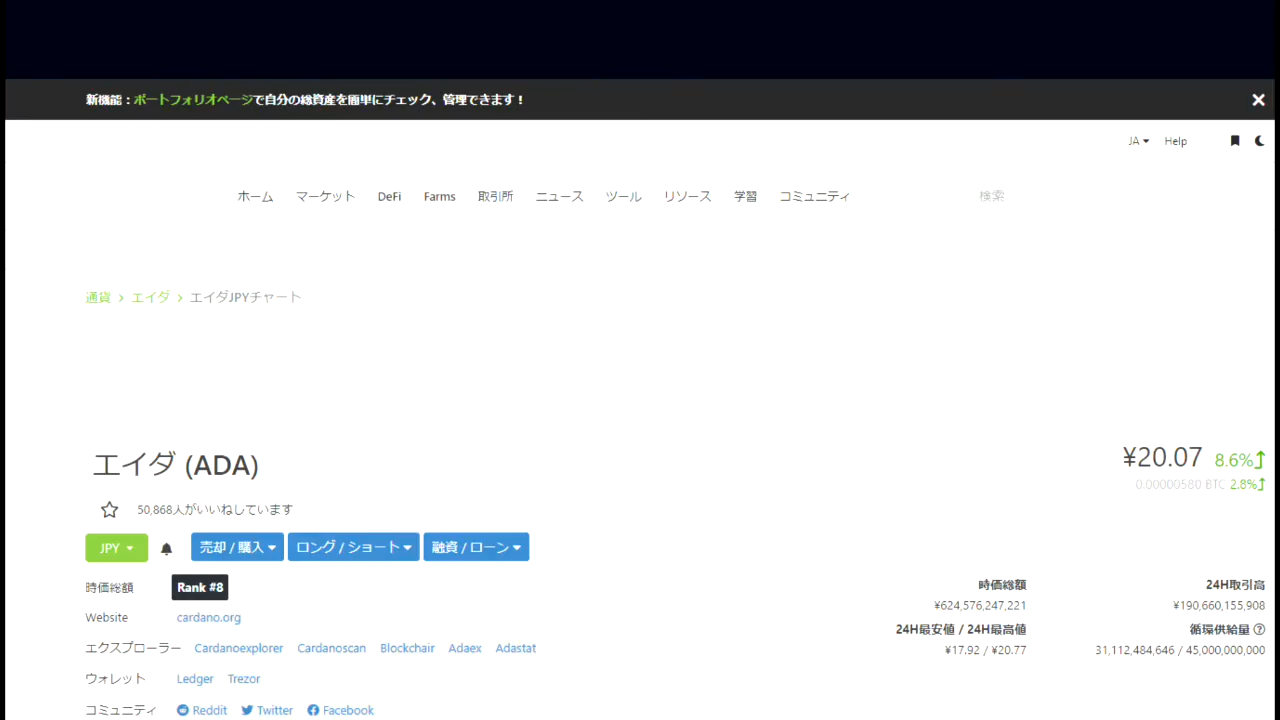 新機能：ポートフォリオページで自分の総資産を簡単にチェック、管理できます！
JA Help
ホーム マーケット DeFi Farms 取引所 ニュース ツール リソース 学習 コミュニティ 検索
通貨 > エイダ > エイダJPYチャート
エイダ (ADA)
¥20.07 8.6%
0.00000580 BTC 2.8%
50,868人がいいねしています
JPY 売却 / 購入 ロング / ショート 融資 / ローン
時価総額 Rank #8
時価総額 24H取引高
¥624,576,247,221 ¥190,660,155,908
Website cardano.org
24H最安値 / 24H最高値 循環供給量
¥17.92 / ¥20.77 31,112,484,646 / 45,000,000,000
エクスプローラー Cardanoexplorer Cardanoscan Blockchair Adaex Adastat
ウォレット Ledger Trezor
コミュニティ Reddit Twitter Facebook